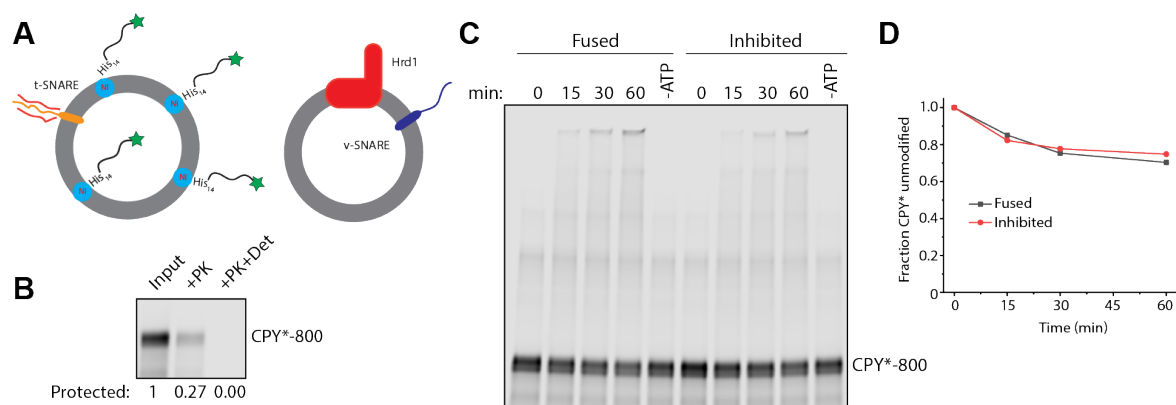 A
t-SNARE
His14
Ni
His14
Ni
His14
Ni
His14
Ni
Hrd1
v-SNARE
B
Input
+PK
+PK+Det
CPY*-800
Protected: 1 0.27 0.00
C
Fused Inhibited
min: 0 15 30 60 -ATP 0 15 30 60 -ATP
CPY*-800
D
Fraction CPY* unmodified
1.0
0.8
0.6
0.4
0.2
0
Fused
Inhibited
0 15 30 45 60
Time (min)